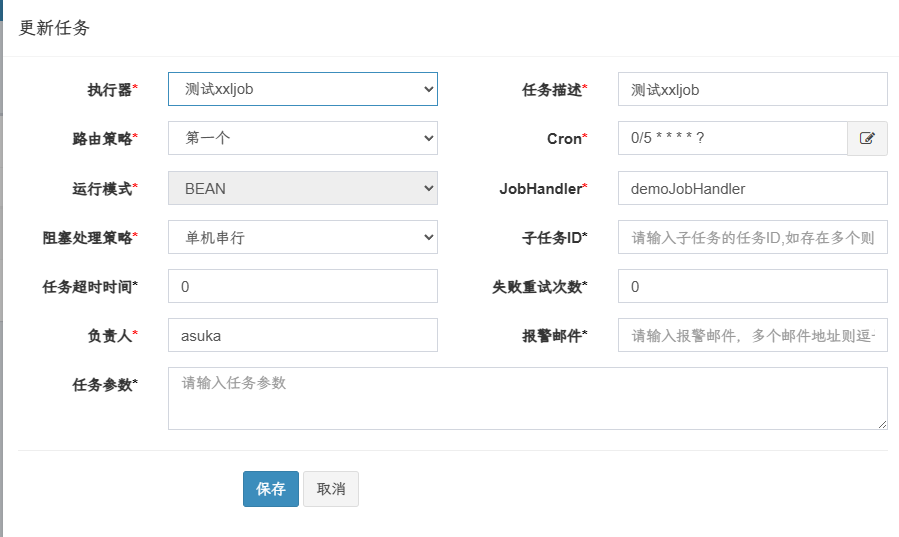 更新任务
执行器* 测试xxljob 任务描述* 测试xxljob
路由策略* 第一个 Cron* 0/5 * * * * ?
运行模式* BEAN JobHandler* demoJobHandler
阻塞处理策略* 单机串行 子任务ID* 请输入子任务的任务ID,如存在多个则
任务超时时间* 0 失败重试次数* 0
负责人* asuka 报警邮件* 请输入报警邮件，多个邮件地址则逗
任务参数* 请输入任务参数
保存 取消